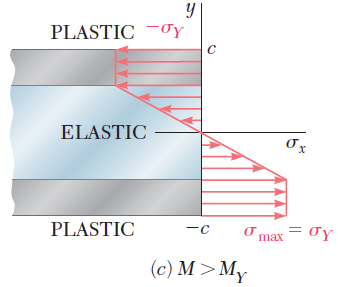 y
PLASTIC −σY
c
ELASTIC
σx
PLASTIC −c σmax = σY
(c) M > MY